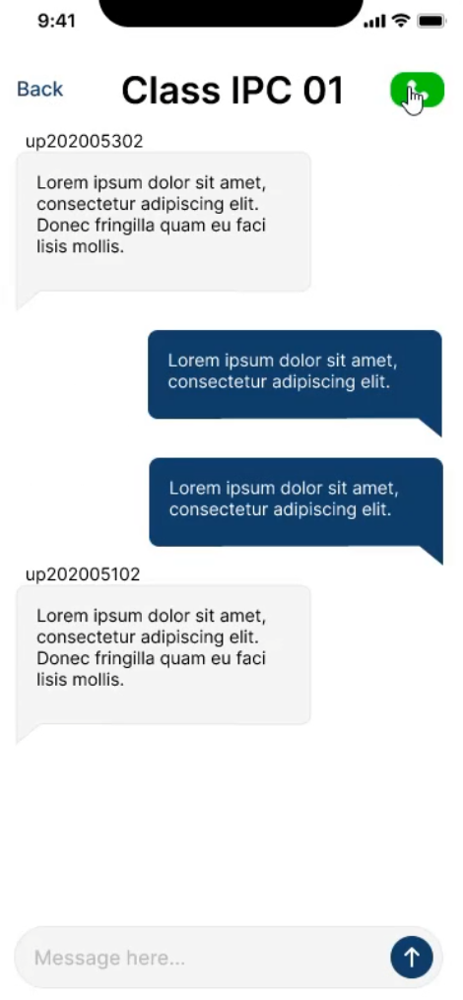 9:41
Back
Class IPC 01
up202005302
Lorem ipsum dolor sit amet,
consectetur adipiscing elit.
Donec fringilla quam eu faci
lisis mollis.
Lorem ipsum dolor sit amet,
consectetur adipiscing elit.
Lorem ipsum dolor sit amet,
consectetur adipiscing elit.
up202005102
Lorem ipsum dolor sit amet,
consectetur adipiscing elit.
Donec fringilla quam eu faci
lisis mollis.
Message here...